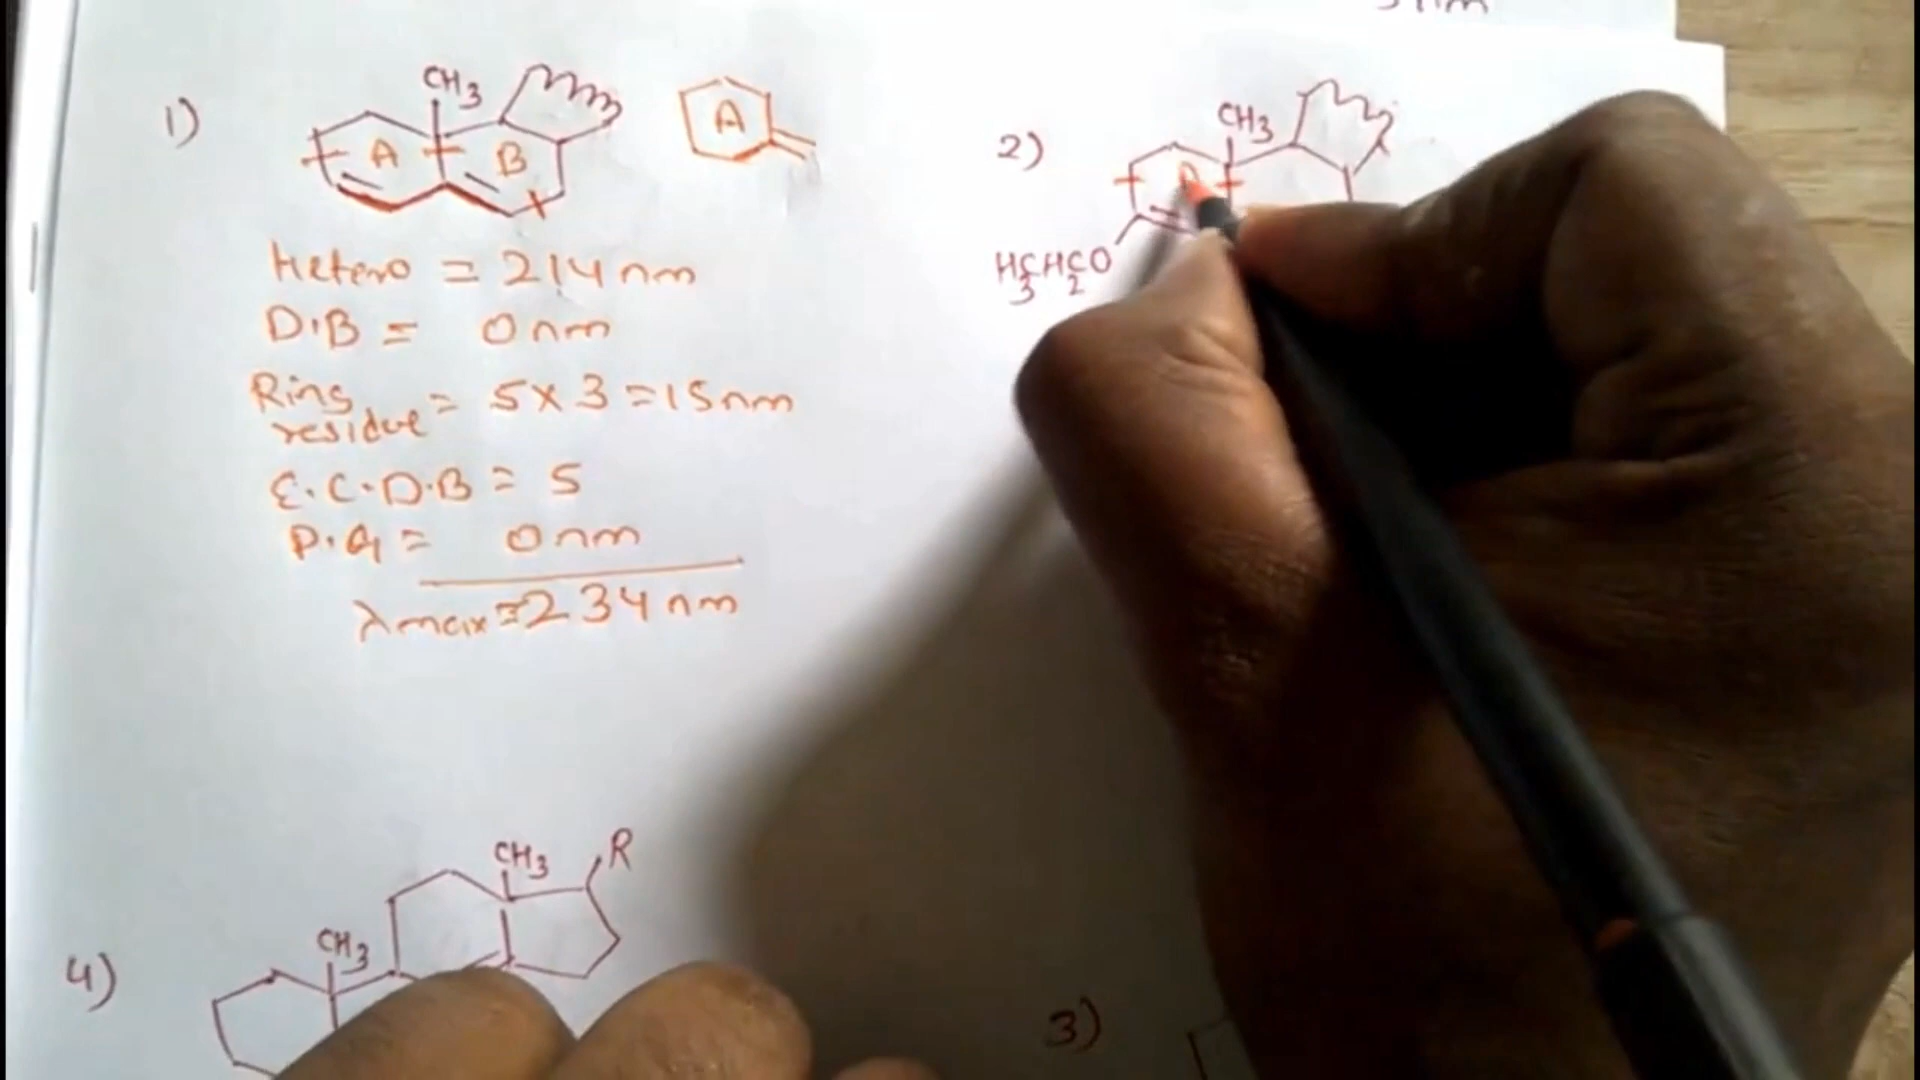 1)
CH3
A
B
A
Hetero = 214 nm
D.B = 0 nm
Ring residue = 5 x 3 = 15 nm
E.C.D.B = 5
P.G = 0 nm
λmax = 234 nm
2)
CH3
H3CH2CO
4)
CH3
CH3
R
3)